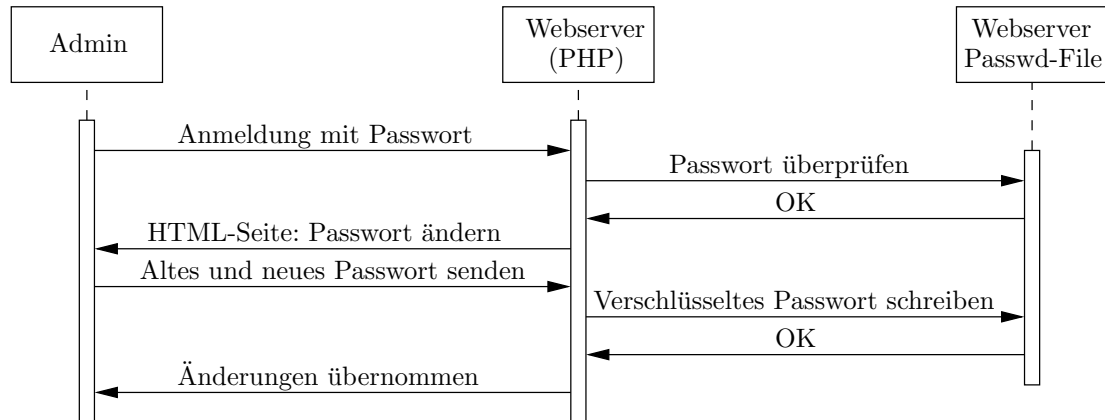 Admin
Webserver
(PHP)
Webserver
Passwd-File
Anmeldung mit Passwort
Passwort überprüfen
OK
HTML-Seite: Passwort ändern
Altes und neues Passwort senden
Verschlüsseltes Passwort schreiben
OK
Änderungen übernommen